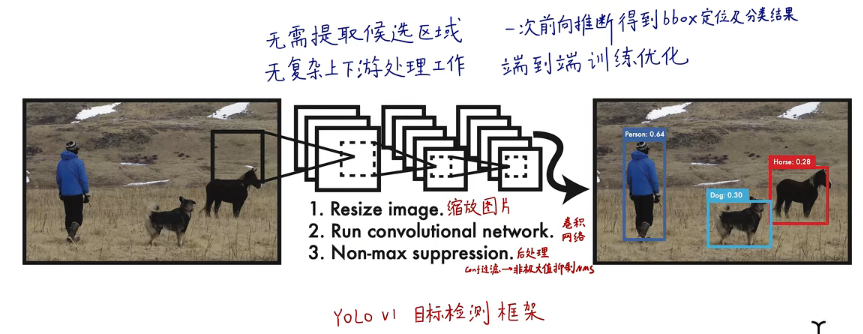 无需提取候选区域 一次前向推断得到bbox定位及分类结果
无复杂上下游处理工作 端到端训练优化
Person: 0.64
Horse: 0.28
Dog: 0.30
1. Resize image. 缩放图片
2. Run convolutional network. 卷积网络
3. Non-max suppression. 后处理
Conf过滤→非极大值抑制NMS
YOLO V1 目标检测框架